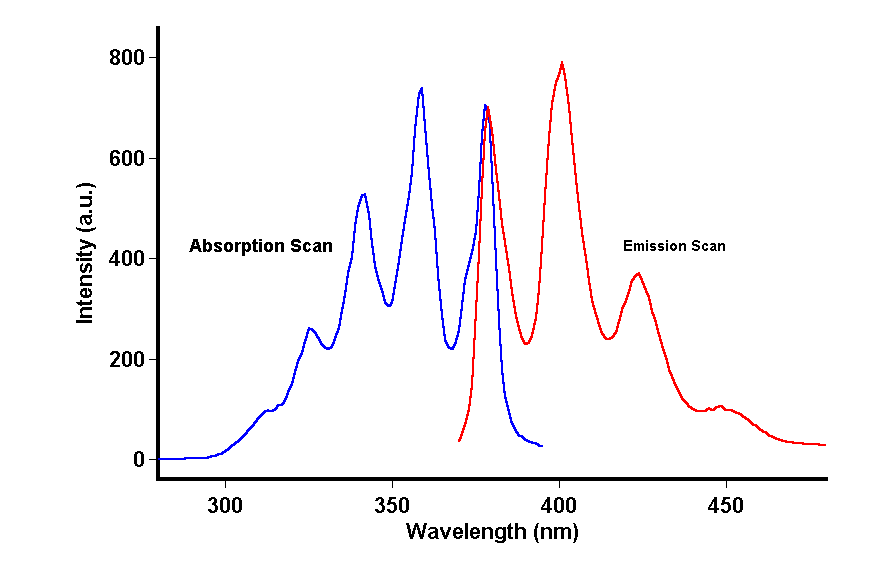 800
600
400
200
0
Intensity (a.u.)
Absorption Scan
Emission Scan
300 350 400 450
Wavelength (nm)